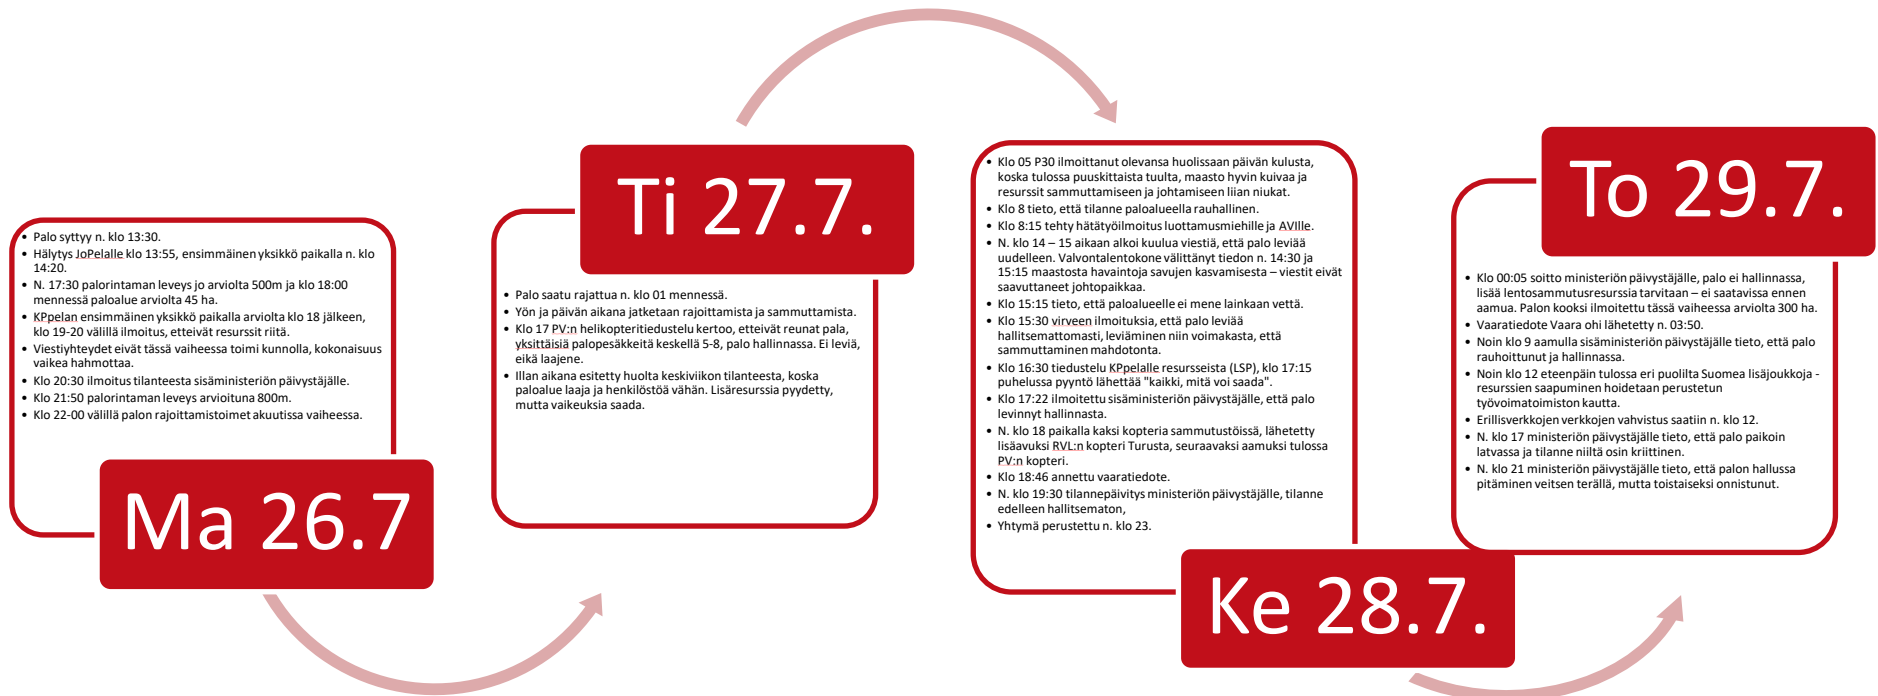 • Palo syttyy n. klo 13:30.
• Hälytys JoPelalle klo 13:55, ensimmäinen yksikkö paikalla n. klo
14:20.
• N. 17:30 palorintaman leveys jo arviolta 500m ja klo 18:00
mennessä paloalue arviolta 45 ha.
• KPpelan ensimmäinen yksikkö paikalla arviolta klo 18 jälkeen,
klo 19-20 välillä ilmoitus, etteivät resurssit riitä.
• Viestiyhteydet eivät tässä vaiheessa toimi kunnolla, kokonaisuus
vaikea hahmottaa.
• Klo 20:30 ilmoitus tilanteesta sisäministeriön päivystäjälle.
• Klo 21:50 palorintaman leveys arvioituna 800m.
• Klo 22-00 välillä palon rajoittamistoimet akuutissa vaiheessa.
Ma 26.7
Ti 27.7.
• Palo saatu rajattua n. klo 01 mennessä.
• Yön ja päivän aikana jatketaan rajoittamista ja sammuttamista.
• Klo 17 PV:n helikopteritiedustelu kertoo, etteivät reunat pala,
yksittäisiä palopesäkkeitä keskellä 5-8, palo hallinnassa. Ei leviä,
eikä laajene.
• Illan aikana esitetty huolta keskiviikon tilanteesta, koska
paloalue laaja ja henkilöstöä vähän. Lisäresurssia pyydetty,
mutta vaikeuksia saada.
• Klo 05 P30 ilmoittanut olevansa huolissaan päivän kulusta,
koska tulossa puuskittaista tuulta, maasto hyvin kuivaa ja
resurssit sammuttamiseen ja johtamiseen liian niukat.
• Klo 8 tieto, että tilanne paloalueella rauhallinen.
• Klo 8:15 tehty hätätyöilmoitus luottamusmiehille ja AVIlle.
• N. klo 14 – 15 aikaan alkoi kuulua viestiä, että palo leviää
uudelleen. Valvontalentokone välittänyt tiedon n. 14:30 ja
15:15 maastosta havaintoja savujen kasvamisesta – viestit eivät
saavuttaneet johtopaikkaa.
• Klo 15:15 tieto, että paloalueelle ei mene lainkaan vettä.
• Klo 15:30 virveen ilmoituksia, että palo leviää
hallitsemattomasti, leviäminen niin voimakasta, että
sammuttaminen mahdotonta.
• Klo 16:30 tiedustelu KPpelalle resursseista (LSP), klo 17:15
puhelussa pyyntö lähettää "kaikki, mitä voi saada".
• Klo 17:22 ilmoitettu sisäministeriön päivystäjälle, että palo
levinnyt hallinnasta.
• N. klo 18 paikalla kaksi kopteria sammutustöissä, lähetetty
lisäavuksi RVL:n kopteri Turusta, seuraavaksi aamuksi tulossa
PV:n kopteri.
• Klo 18:46 annettu vaaratiedote.
• N. klo 19:30 tilannepäivitys ministeriön päivystäjälle, tilanne
edelleen hallitsematon,
• Yhtymä perustettu n. klo 23.
Ke 28.7.
To 29.7.
• Klo 00:05 soitto ministeriön päivystäjälle, palo ei hallinnassa,
lisää lentosammutusresurssia tarvitaan – ei saatavissa ennen
aamua. Palon kooksi ilmoitettu tässä vaiheessa arviolta 300 ha.
• Vaaratiedote Vaara ohi lähetetty n. 03:50.
• Noin klo 9 aamulla sisäministeriön päivystäjälle tieto, että palo
rauhoittunut ja hallinnassa.
• Noin klo 12 eteenpäin tulossa eri puolilta Suomea lisäjoukkoja -
resurssien saapuminen hoidetaan perustetun
työvoimatoimiston kautta.
• Erillisverkkojen verkkojen vahvistus saatiin n. klo 12.
• N. klo 17 ministeriön päivystäjälle tieto, että palo paikoin
latvassa ja tilanne niiltä osin kriittinen.
• N. klo 21 ministeriön päivystäjälle tieto, että palon hallussa
pitäminen veitsen terällä, mutta toistaiseksi onnistunut.